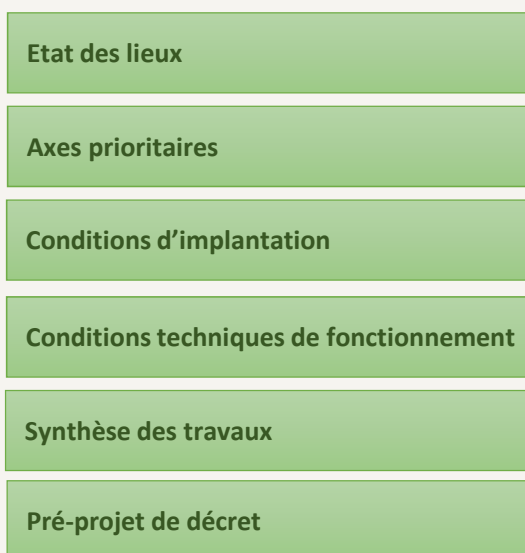 Etat des lieux
Axes prioritaires
Conditions d’implantation
Conditions techniques de fonctionnement
Synthèse des travaux
Pré-projet de décret